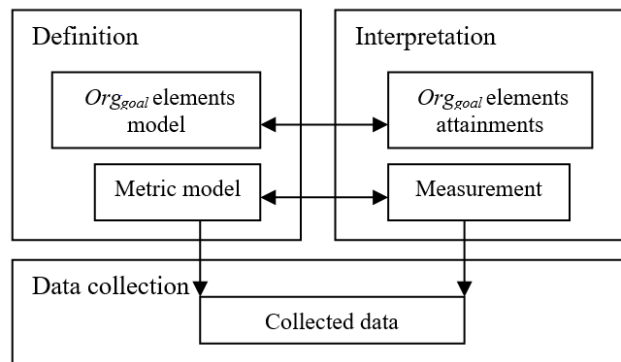 Definition
Org_goal elements
model
Metric model
Interpretation
Org_goal elements
attainments
Measurement
Data collection
Collected data